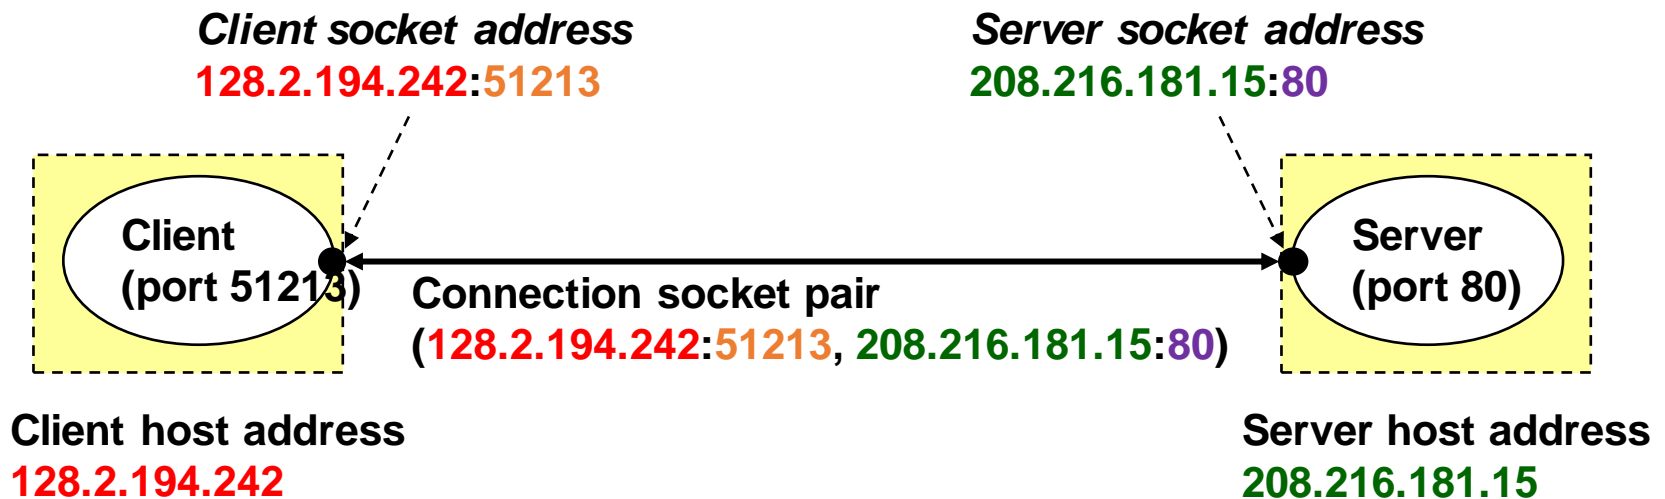 Client socket address
128.2.194.242:51213
Server socket address
208.216.181.15:80
Client
(port 51213)
Server
(port 80)
Connection socket pair
(128.2.194.242:51213, 208.216.181.15:80)
Client host address
128.2.194.242
Server host address
208.216.181.15